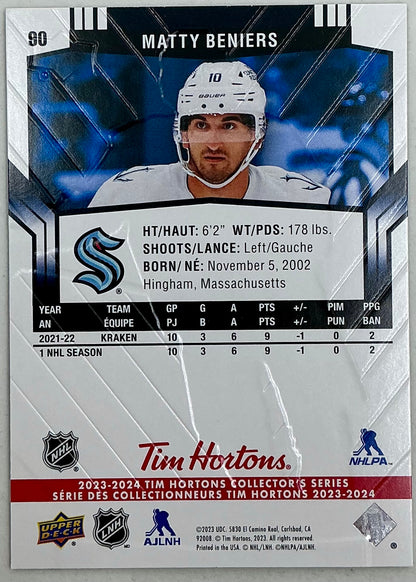 90
MATTY BENIERS
10
BAUER
HT/HAUT: 6'2" WT/PDS: 178 lbs.
SHOOTS/LANCE: Left/Gauche
BORN/ NÉ: November 5, 2002
Hingham, Massachusetts
YEAR TEAM GP G A PTS +/- PIM PPG
AN ÉQUIPE PJ B A PTS +/- PUN BAN
2021-22 KRAKEN 10 3 6 9 -1 0 2
1 NHL SEASON 10 3 6 9 -1 0 2
NHL
Tim Hortons®
NHLPA
2023-2024 TIM HORTONS COLLECTOR'S SERIES
SÉRIE DES COLLECTIONNEURS TIM HORTONS 2023-2024
UPPER DECK
LNH
AJLNH
©2023 UDC. 5830 El Camino Real, Carlsbad, CA
92008. © Tim Hortons, 2023. All rights reserved.
Printed in the USA. © NHL/LNH. ©NHLPA/AJLNH.